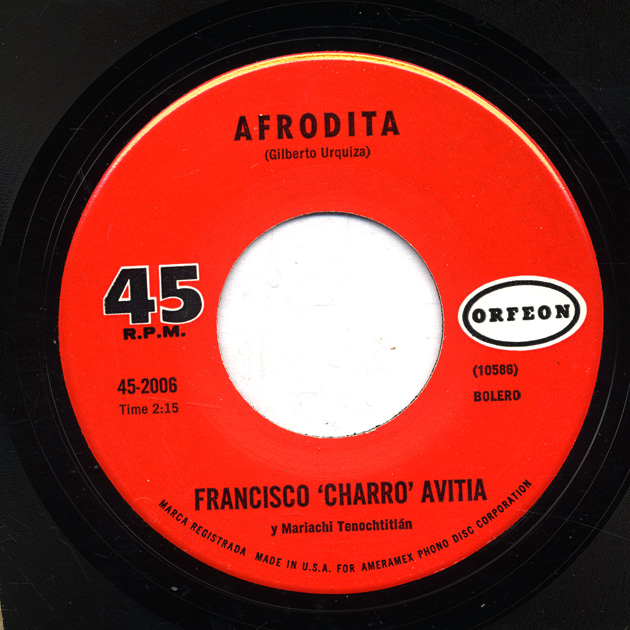 AFRODITA
(Gilberto Urquiza)
45
R.P.M.
ORFEON
45-2006
Time 2:15
(10586)
BOLERO
FRANCISCO ‘CHARRO’ AVITIA
y Mariachi Tenochtitlán
MARCA REGISTRADA MADE IN U.S.A. FOR AMERAMEX PHONO DISC CORPORATION